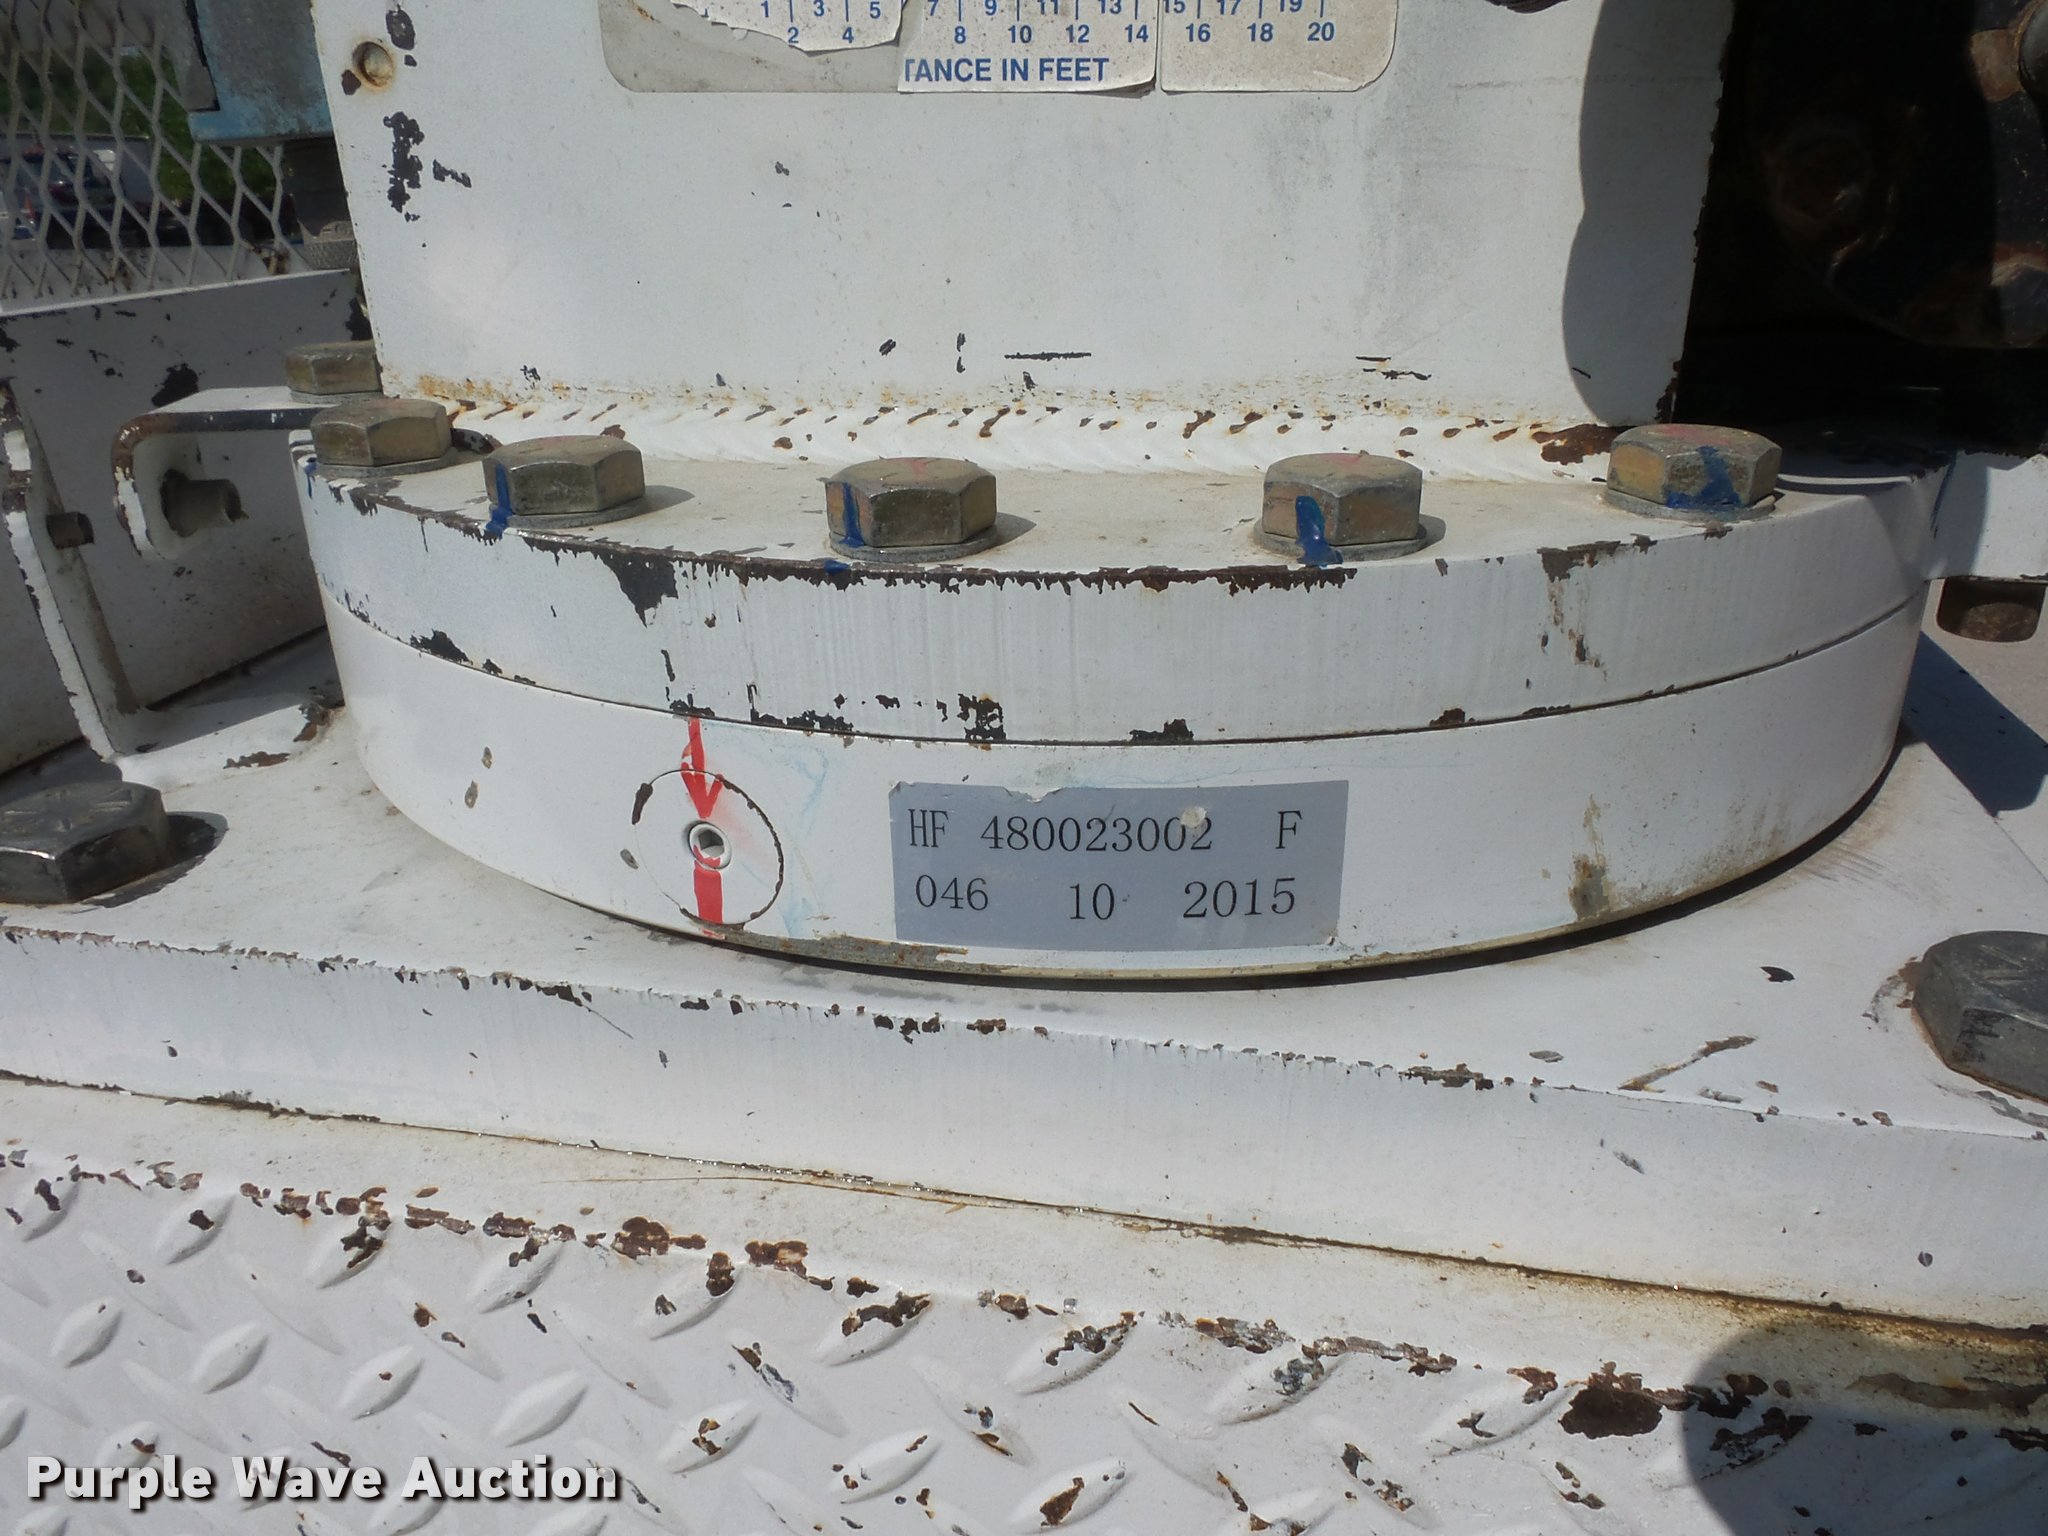 1 3 5 7 9 11 13 15 17 19
2 4 8 10 12 14 16 18 20
TANCE IN FEET
HF 480023002 F
046 10 2015
Purple Wave Auction